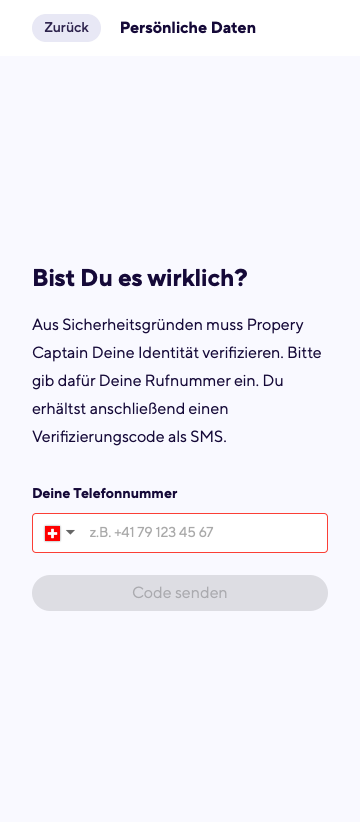 Zurück
Persönliche Daten
Bist Du es wirklich?
Aus Sicherheitsgründen muss Propery
Captain Deine Identität verifizieren. Bitte
gib dafür Deine Rufnummer ein. Du
erhältst anschließend einen
Verifizierungscode als SMS.
Deine Telefonnummer
z.B. +41 79 123 45 67
Code senden